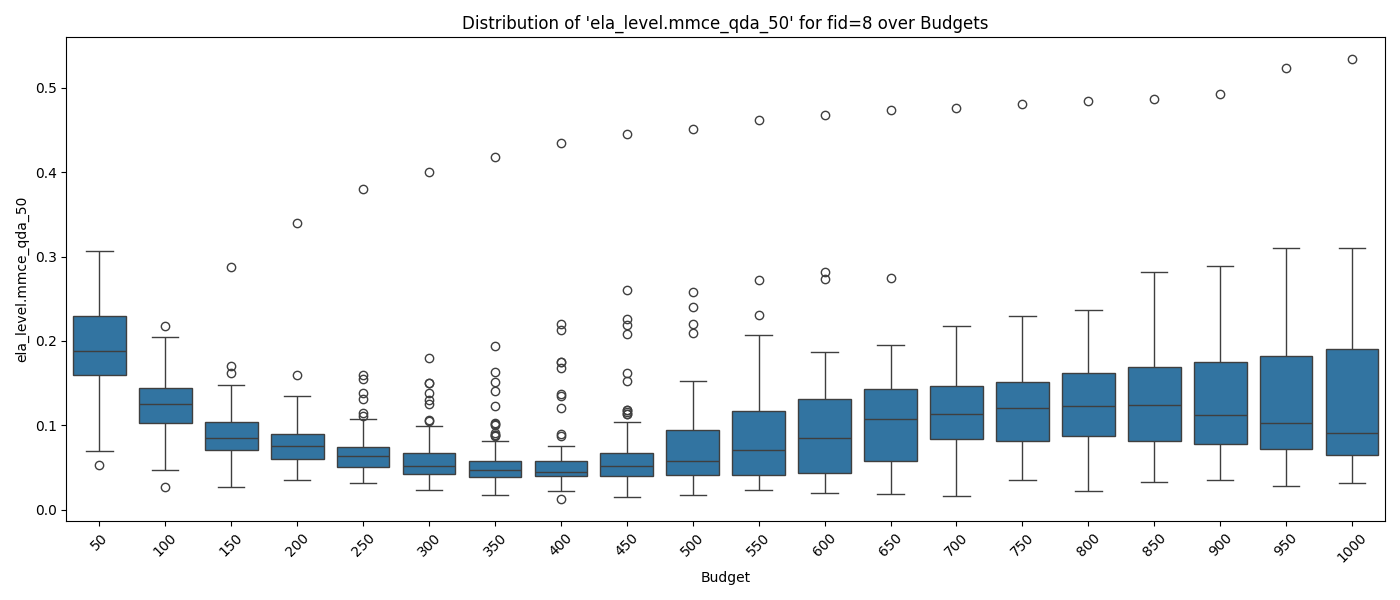 Distribution of 'ela_level.mmce_qda_50' for fid=8 over Budgets
ela_level.mmce_qda_50
0.5
0.4
0.3
0.2
0.1
0.0
50 100 150 200 250 300 350 400 450 500 550 600 650 700 750 800 850 900 950 1000
Budget